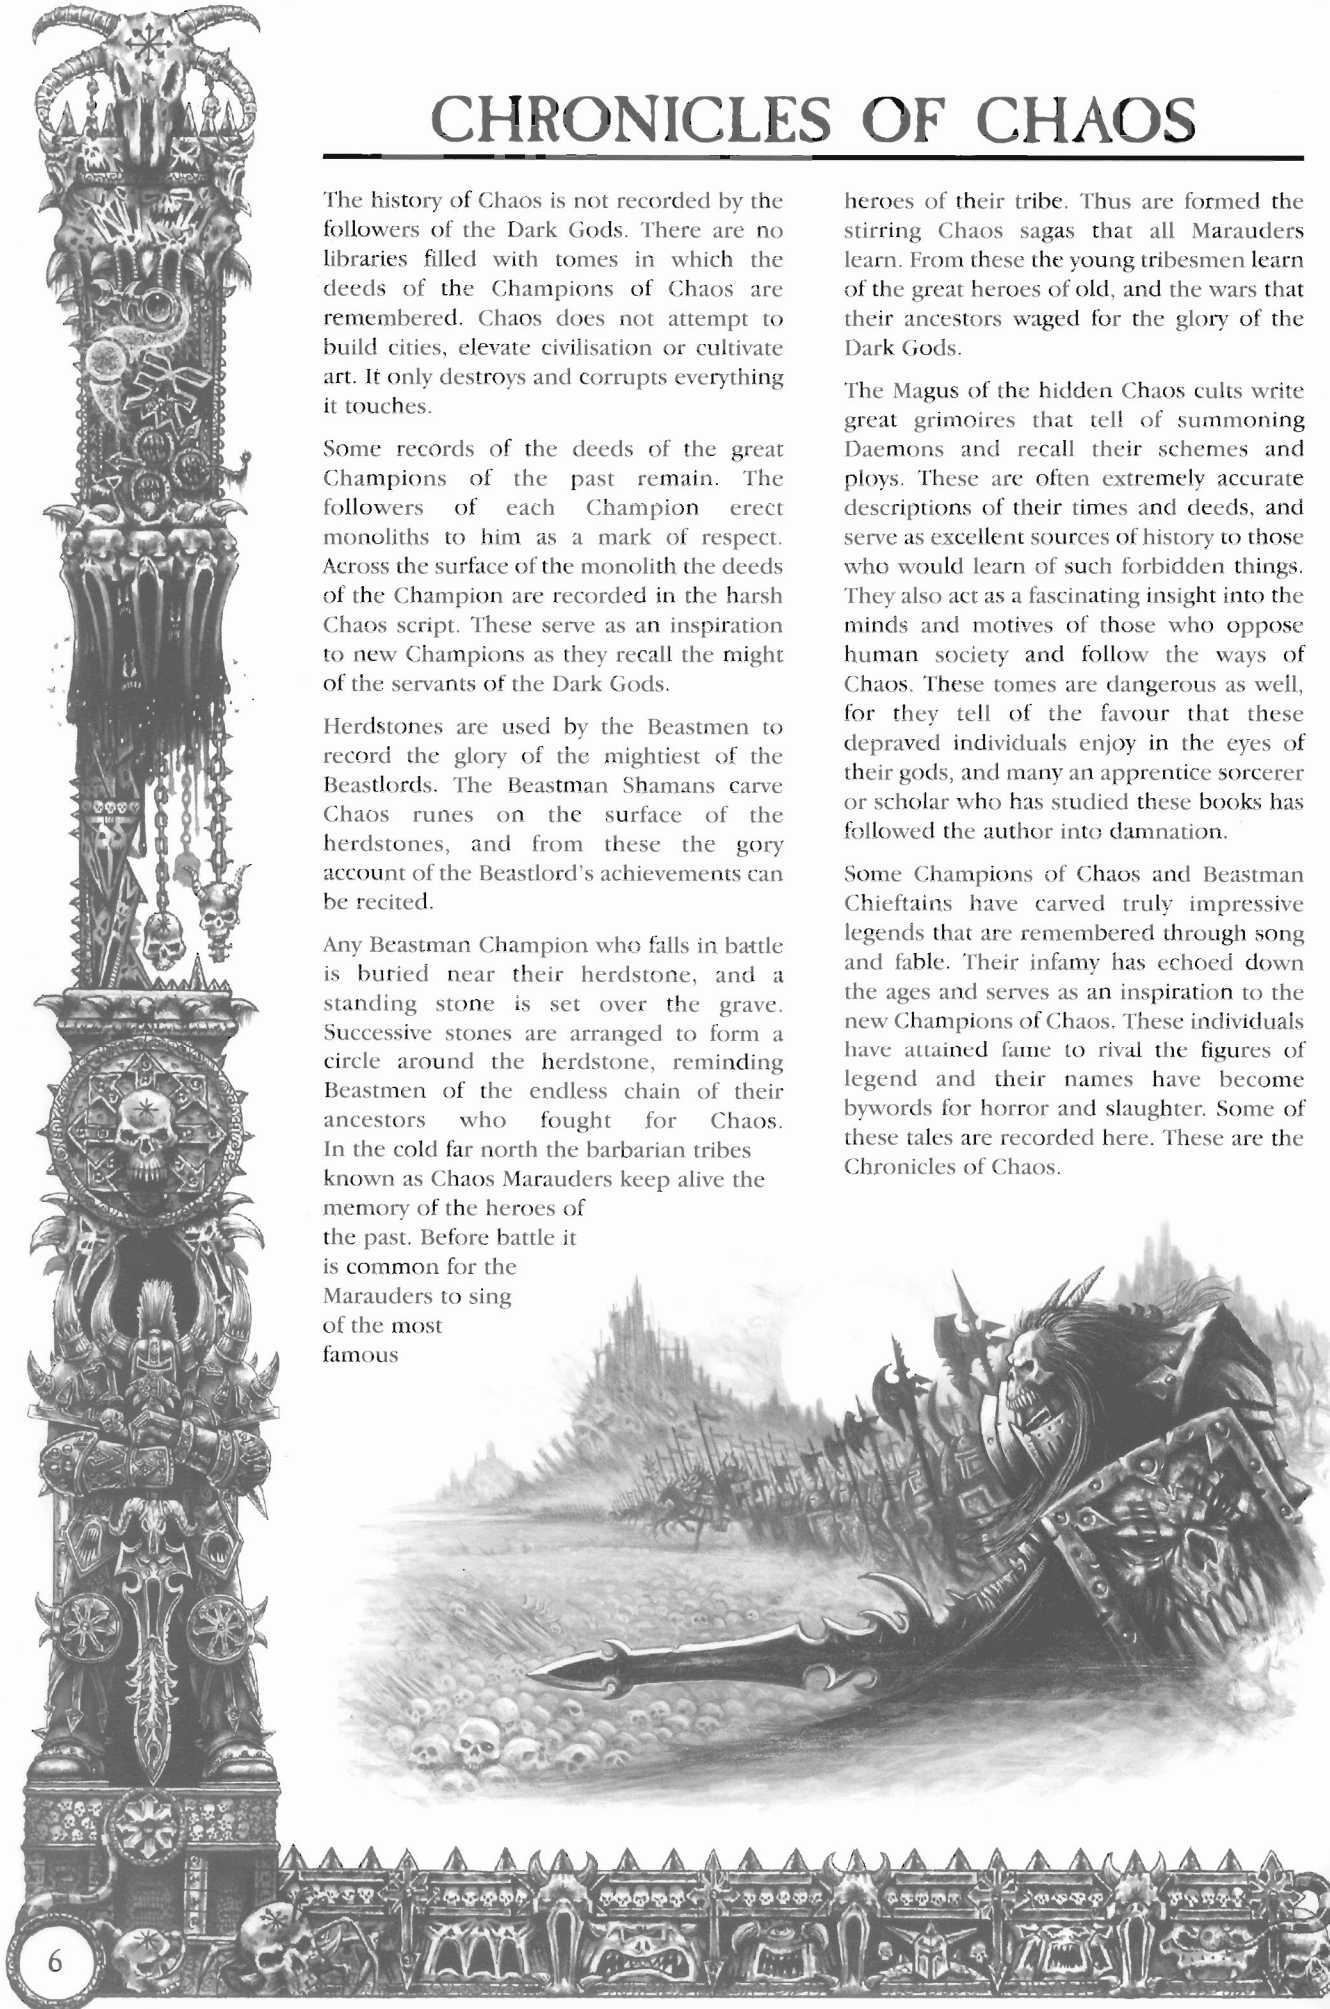 CHRONICLES OF CHAOS
The history of Chaos is not recorded by the
followers of the Dark Gods. There are no
libraries filled with tomes in which the
deeds of the Champions of Chaos are
remembered. Chaos does not attempt to
build cities, elevate civilisation or cultivate
art. It only destroys and corrupts everything
it touches.
Some records of the deeds of the great
Champions of the past remain. The
followers of each Champion erect
monoliths to him as a mark of respect.
Across the surface of the monolith the deeds
of the Champion are recorded in the harsh
Chaos script. These serve as an inspiration
to new Champions as they recall the might
of the servants of the Dark Gods.
Herdstones are used by the Beastmen to
record the glory of the mightiest of the
Beastlords. The Beastman Shamans carve
Chaos runes on the surface of the
herdstones, and from these the gory
account of the Beastlord's achievements can
be recited.
Any Beastman Champion who falls in battle
is buried near their herdstone, and a
standing stone is set over the grave.
Successive stones are arranged to form a
circle around the herdstone, reminding
Beastmen of the endless chain of their
ancestors who fought for Chaos.
In the cold far north the barbarian tribes
known as Chaos Marauders keep alive the
memory of the heroes of
the past. Before battle it
is common for the
Marauders to sing
of the most
famous
heroes of their tribe. Thus are formed the
stirring Chaos sagas that all Marauders
learn. From these the young tribesmen learn
of the great heroes of old, and the wars that
their ancestors waged for the glory of the
Dark Gods.
The Magus of the hidden Chaos cults write
great grimoires that tell of summoning
Daemons and recall their schemes and
ploys. These are often extremely accurate
descriptions of their times and deeds, and
serve as excellent sources of history to those
who would learn of such forbidden things.
They also act as a fascinating insight into the
minds and motives of those who oppose
human society and follow the ways of
Chaos. These tomes are dangerous as well,
for they tell of the favour that these
depraved individuals enjoy in the eyes of
their gods, and many an apprentice sorcerer
or scholar who has studied these books has
followed the author into damnation.
Some Champions of Chaos and Beastman
Chieftains have carved truly impressive
legends that are remembered through song
and fable. Their infamy has echoed down
the ages and serves as an inspiration to the
new Champions of Chaos. These individuals
have attained fame to rival the figures of
legend and their names have become
bywords for horror and slaughter. Some of
these tales are recorded here. These are the
Chronicles of Chaos.
6